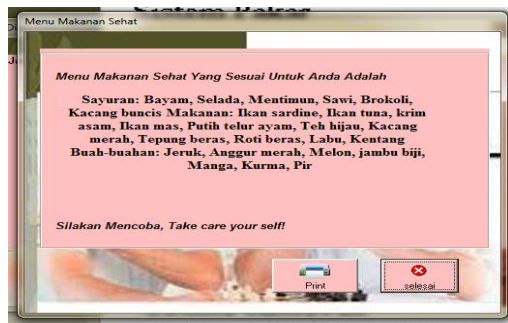 Sistem Pakar
Menu Makanan Sehat
Menu Makanan Sehat Yang Sesuai Untuk Anda Adalah
Sayuran: Bayam, Selada, Mentimun, Sawi, Brokoli,
Kacang buncis Makanan: Ikan sardine, Ikan tuna, krim
asam, Ikan mas, Putih telur ayam, Teh hijau, Kacang
merah, Tepung beras, Roti beras, Labu, Kentang
Buah-buahan: Jeruk, Anggur merah, Melon, jambu biji,
Manga, Kurma, Pir
Silakan Mencoba, Take care your self!
Print
selesai